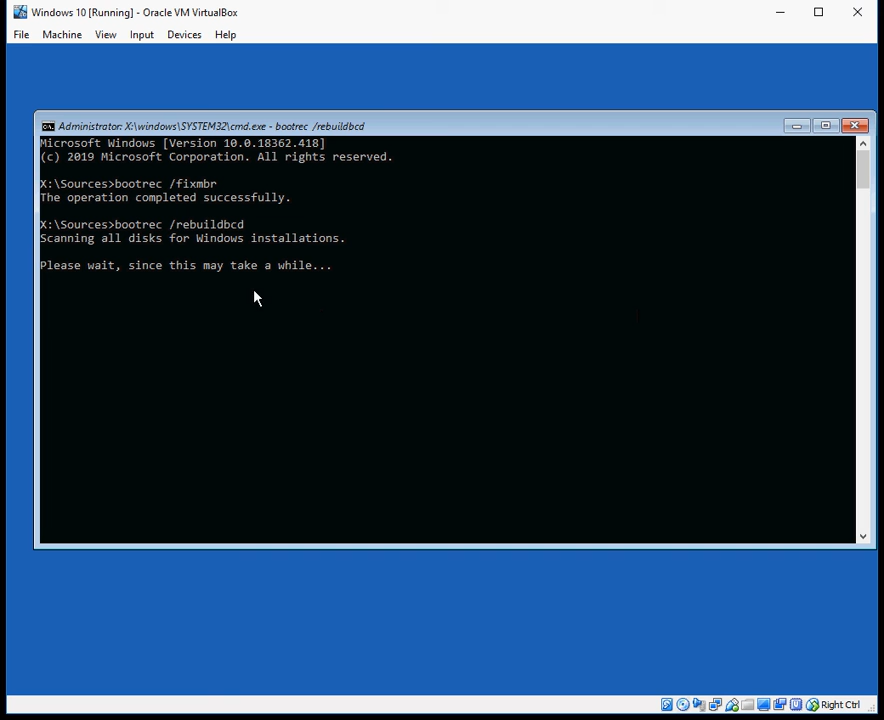 Windows 10 [Running] - Oracle VM VirtualBox
File Machine View Input Devices Help
Administrator: X:\windows\SYSTEM32\cmd.exe - bootrec /rebuildbcd
Microsoft Windows [Version 10.0.18362.418]
(c) 2019 Microsoft Corporation. All rights reserved.
X:\Sources>bootrec /fixmbr
The operation completed successfully.
X:\Sources>bootrec /rebuildbcd
Scanning all disks for Windows installations.
Please wait, since this may take a while...
Right Ctrl